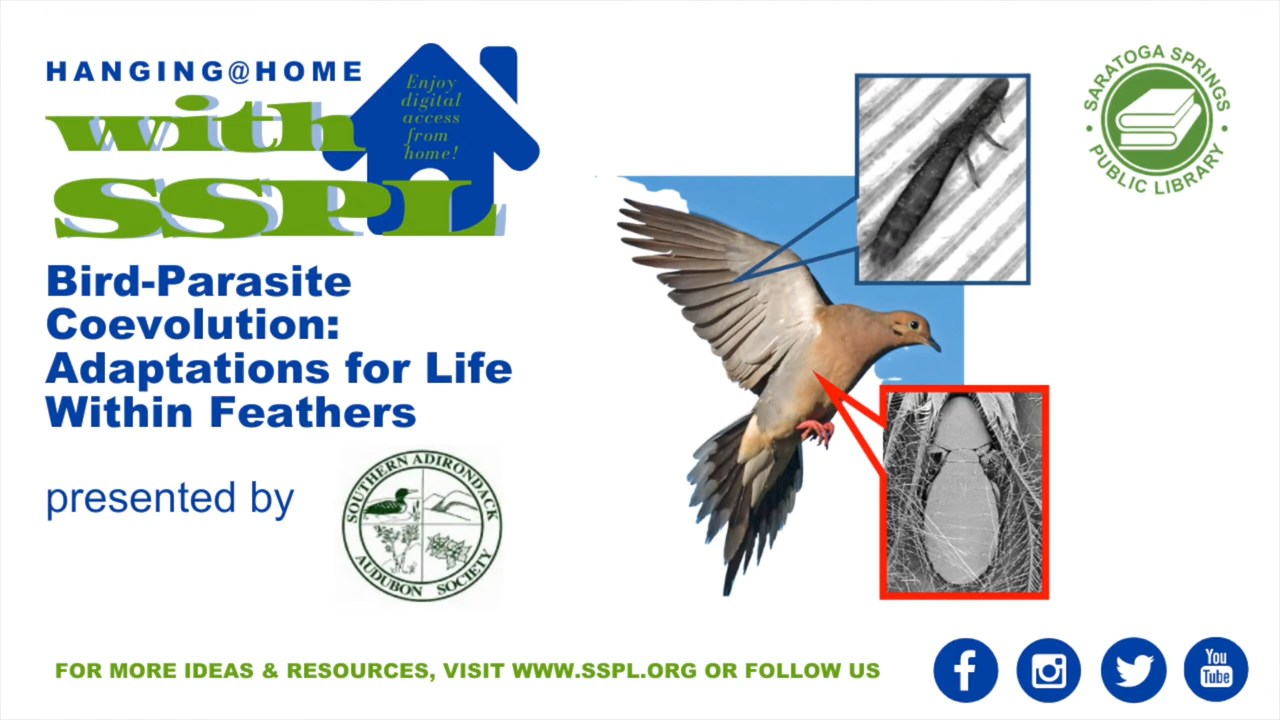 HANGING@HOME
with
SSPL
Enjoy
digital
access
from
home!
Bird-Parasite
Coevolution:
Adaptations for Life
Within Feathers
presented by
SOUTHERN ADIRONDACK
AUDUBON SOCIETY
SARATOGA SPRINGS
• PUBLIC LIBRARY •
FOR MORE IDEAS & RESOURCES, VISIT WWW.SSPL.ORG OR FOLLOW US
You
Tube